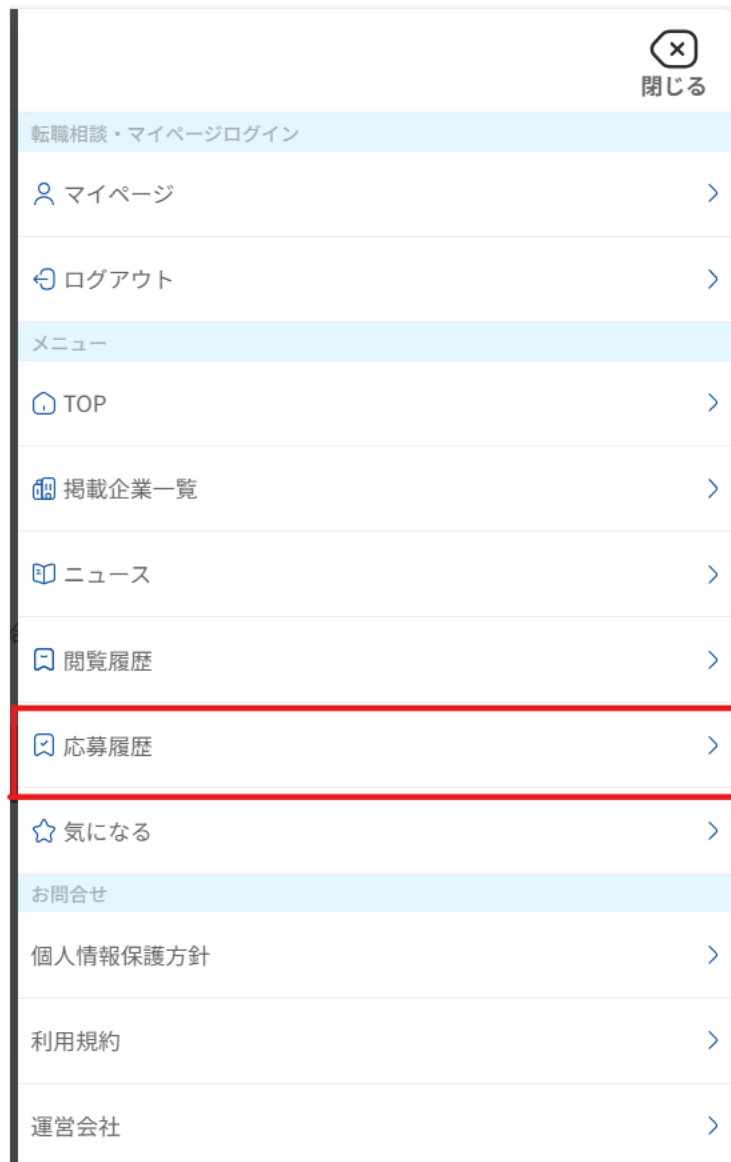 閉じる
転職相談・マイページログイン
マイページ
ログアウト
メニュー
TOP
掲載企業一覧
ニュース
閲覧履歴
応募履歴
気になる
お問合せ
個人情報保護方針
利用規約
運営会社